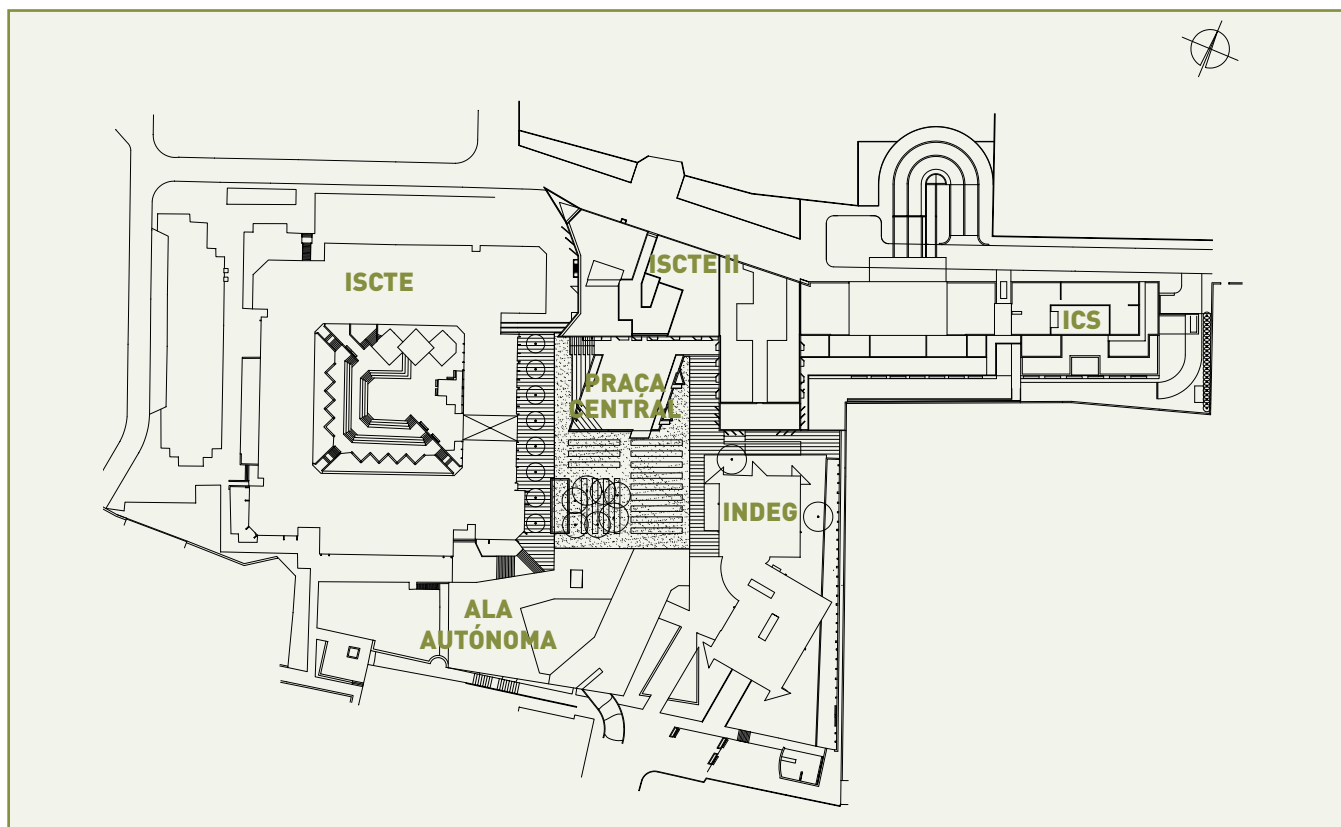 ISCTE II
ISCTE
ICS
PRAÇA
CENTRAL
INDEG
ALA
AUTÓNOMA